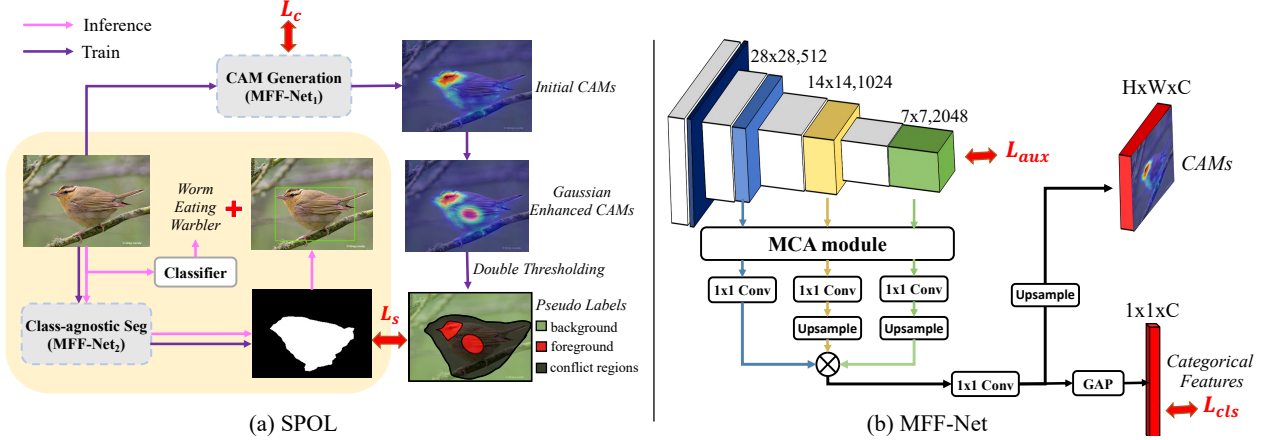 Inference
Train
L_c
CAM Generation
(MFF-Net₁)
Initial CAMs
Worm
Eating
Warbler
Gaussian
Enhanced CAMs
Classifier
Double Thresholding
Class-agnostic Seg
(MFF-Net₂)
L_s
Pseudo Labels
background
foreground
conflict regions
(a) SPOL
28x28,512
14x14,1024
7x7,2048
L_aux
HxWxC
CAMs
MCA module
1x1 Conv
1x1 Conv
1x1 Conv
Upsample
Upsample
Upsample
1x1 Conv
GAP
1x1xC
Categorical
Features
L_cls
(b) MFF-Net